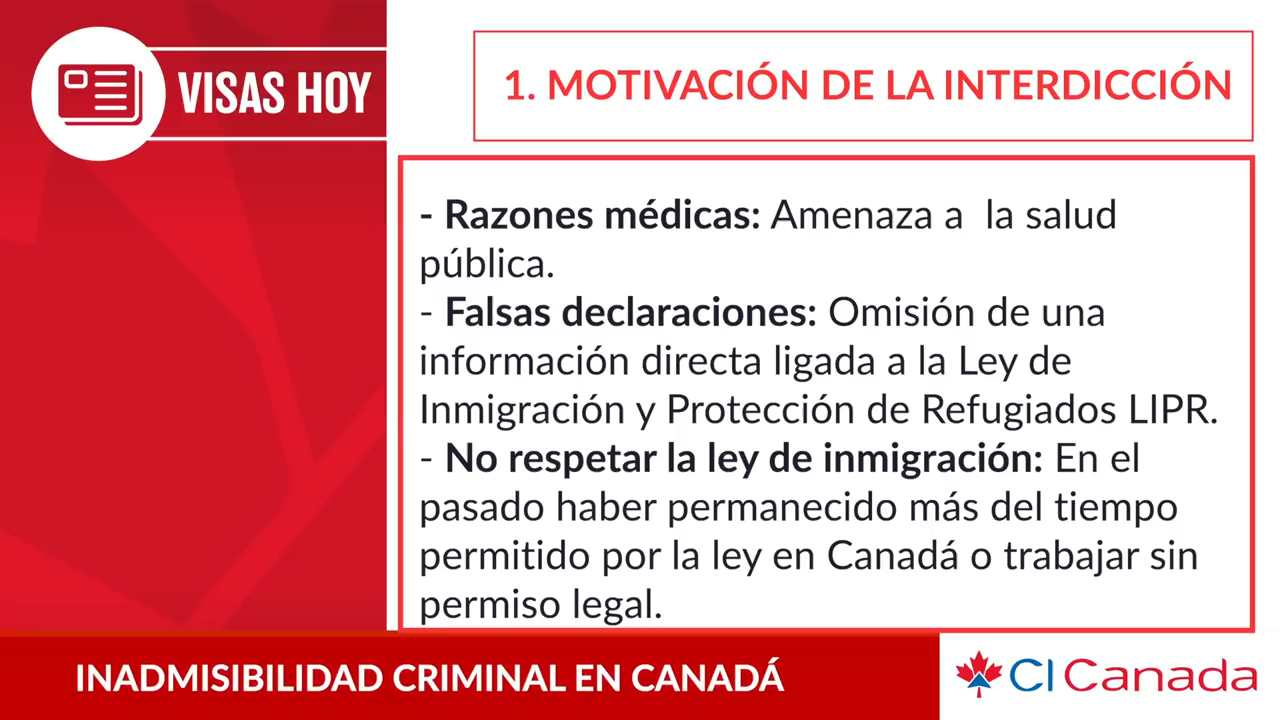 VISAS HOY
1. MOTIVACIÓN DE LA INTERDICCIÓN
- Razones médicas: Amenaza a  la salud
pública.
- Falsas declaraciones: Omisión de una
información directa ligada a la Ley de
Inmigración y Protección de Refugiados LIPR.
- No respetar la ley de inmigración: En el
pasado haber permanecido más del tiempo
permitido por la ley en Canadá o trabajar sin
permiso legal.
INADMISIBILIDAD CRIMINAL EN CANADÁ
CI Canada